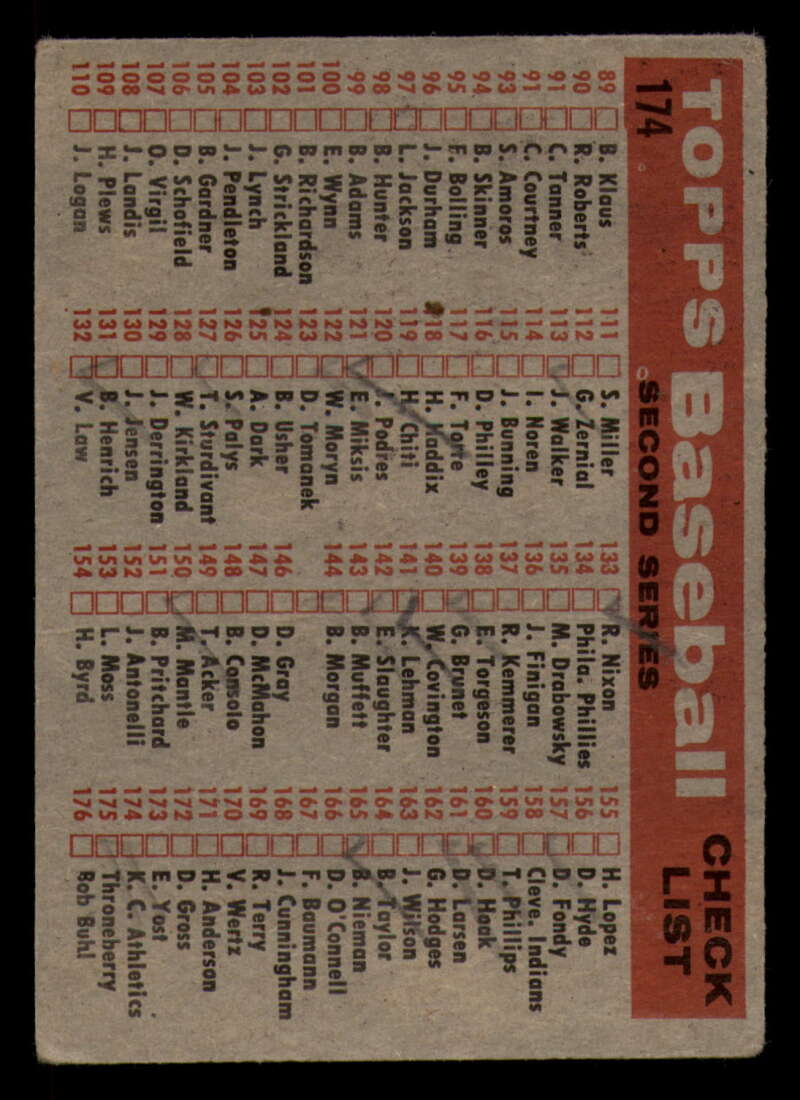 TOPPS Baseball CHECK LIST
174 SECOND SERIES
89 B. Klaus
90 R. Roberts
91 C. Tanner
91 C. Courtney
93 S. Amoros
94 B. Skinner
95 F. Bolling
96 J. Durham
97 L. Jackson
98 B. Hunter
99 B. Adams
100 E. Wynn
101 B. Richardson
102 G. Strickland
103 J. Lynch
104 J. Pendleton
105 B. Gardner
106 D. Schofield
107 O. Virgil
108 J. Landis
109 H. Plews
110 J. Logan
111 S. Miller
112 G. Zernial
113 J. Walker
114 I. Noren
115 J. Bunning
116 D. Philley
117 F. Torre
118 H. Haddix
119 H. Chiti
120 J. Podres
121 E. Miksis
122 W. Moryn
123 D. Tomanek
124 B. Usher
125 A. Dark
126 S. Palys
127 T. Sturdivant
128 W. Kirkland
129 J. Derrington
130 J. Jensen
131 B. Henrich
132 V. Law
133 R. Nixon
134 Phila. Phillies
135 M. Drabowsky
136 J. Finigan
137 R. Kemmerer
138 E. Torgeson
139 G. Brunet
140 W. Covington
141 K. Lehman
142 E. Slaughter
143 B. Muffett
144 B. Morgan
146 D. Gray
147 D. McMahon
148 B. Consolo
149 T. Acker
150 M. Mantle
151 B. Pritchard
152 J. Antonelli
153 L. Moss
154 H. Byrd
155 H. Lopez
156 D. Hyde
157 D. Fondy
158 Cleve. Indians
159 T. Phillips
160 D. Hoak
161 D. Larsen
162 G. Hodges
163 J. Wilson
164 B. Taylor
165 B. Nieman
166 D. O'Connell
167 F. Baumann
168 J. Cunningham
169 R. Terry
170 V. Wertz
171 H. Anderson
172 D. Gross
173 E. Yost
174 K. C. Athletics
175 Throneberry
176 Bob Buhl